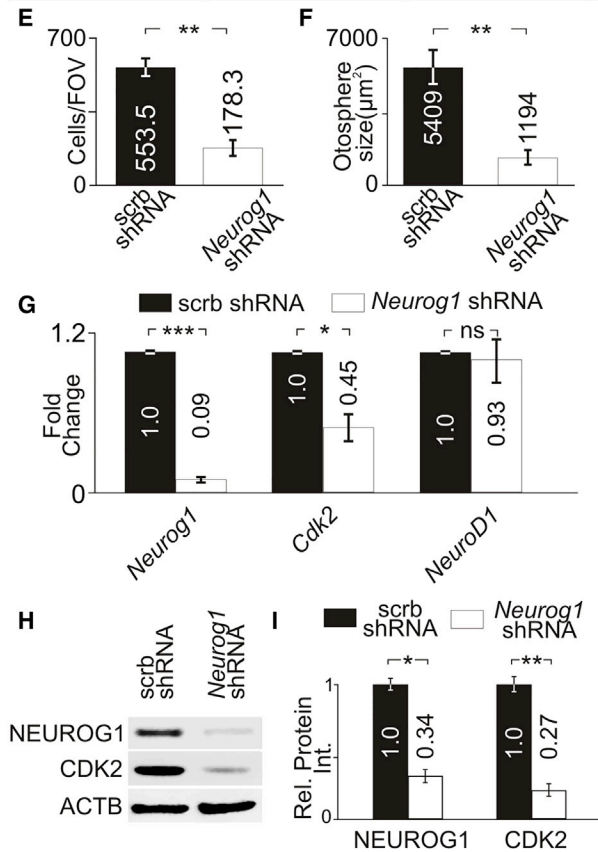 E
700
Cells/FOV
0
**
553.5
178.3
scrb
shRNA
Neurog1
shRNA
F
7000
Otosphere
size(µm²)
0
**
5409
1194
scrb
shRNA
Neurog1
shRNA
G
scrb shRNA
Neurog1 shRNA
1.2
Fold
Change
0
***
1.0
0.09
*
1.0
0.45
ns
1.0
0.93
Neurog1
Cdk2
NeuroD1
H
scrb
shRNA
Neurog1
shRNA
NEUROG1
CDK2
ACTB
I
scrb
shRNA
Neurog1
shRNA
1
Rel. Protein
Int.
0
*
1.0
0.34
**
1.0
0.27
NEUROG1
CDK2